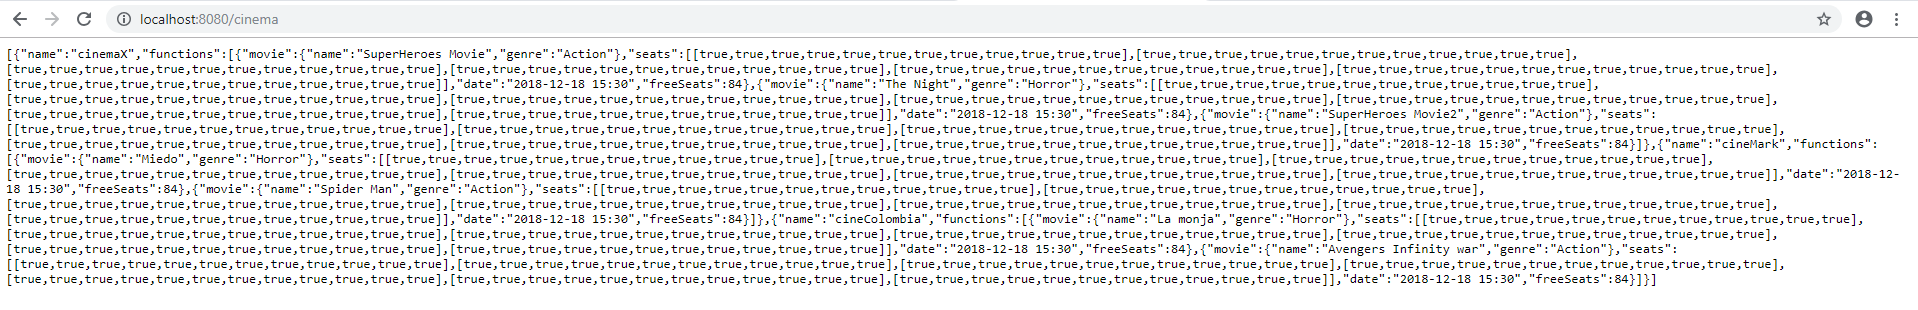 localhost:8080/cinema
[{"name":"cinemaX","functions":[{"movie":{"name":"SuperHeroes Movie","genre":"Action"},"seats":[[true,true,true,true,true,true,true,true,true,true,true,true],[true,true,true,true,true,true,true,true,true,true,true,true],
[true,true,true,true,true,true,true,true,true,true,true,true],[true,true,true,true,true,true,true,true,true,true,true,true],[true,true,true,true,true,true,true,true,true,true,true,true],[true,true,true,true,true,true,true,true,true,true,true,true],
[true,true,true,true,true,true,true,true,true,true,true,true]],"date":"2018-12-18 15:30","freeSeats":84},{"movie":{"name":"The Night","genre":"Horror"},"seats":[[true,true,true,true,true,true,true,true,true,true,true,true],
[true,true,true,true,true,true,true,true,true,true,true,true],[true,true,true,true,true,true,true,true,true,true,true,true],[true,true,true,true,true,true,true,true,true,true,true,true],[true,true,true,true,true,true,true,true,true,true,true,true],
[true,true,true,true,true,true,true,true,true,true,true,true],[true,true,true,true,true,true,true,true,true,true,true,true]],"date":"2018-12-18 15:30","freeSeats":84},{"movie":{"name":"SuperHeroes Movie2","genre":"Action"},"seats":
[[true,true,true,true,true,true,true,true,true,true,true,true],[true,true,true,true,true,true,true,true,true,true,true,true],[true,true,true,true,true,true,true,true,true,true,true,true],[true,true,true,true,true,true,true,true,true,true,true,true],
[true,true,true,true,true,true,true,true,true,true,true,true],[true,true,true,true,true,true,true,true,true,true,true,true],[true,true,true,true,true,true,true,true,true,true,true,true]],"date":"2018-12-18 15:30","freeSeats":84}]},{"name":"cineMark","functions":
[{"movie":{"name":"Miedo","genre":"Horror"},"seats":[[true,true,true,true,true,true,true,true,true,true,true,true],[true,true,true,true,true,true,true,true,true,true,true,true],[true,true,true,true,true,true,true,true,true,true,true,true],
[true,true,true,true,true,true,true,true,true,true,true,true],[true,true,true,true,true,true,true,true,true,true,true,true],[true,true,true,true,true,true,true,true,true,true,true,true],[true,true,true,true,true,true,true,true,true,true,true,true]],"date":"2018-12-
18 15:30","freeSeats":84},{"movie":{"name":"Spider Man","genre":"Action"},"seats":[[true,true,true,true,true,true,true,true,true,true,true,true],[true,true,true,true,true,true,true,true,true,true,true,true],
[true,true,true,true,true,true,true,true,true,true,true,true],[true,true,true,true,true,true,true,true,true,true,true,true],[true,true,true,true,true,true,true,true,true,true,true,true],[true,true,true,true,true,true,true,true,true,true,true,true],
[true,true,true,true,true,true,true,true,true,true,true,true]],"date":"2018-12-18 15:30","freeSeats":84}]},{"name":"cineColombia","functions":[{"movie":{"name":"La monja","genre":"Horror"},"seats":[[true,true,true,true,true,true,true,true,true,true,true,true],
[true,true,true,true,true,true,true,true,true,true,true,true],[true,true,true,true,true,true,true,true,true,true,true,true],[true,true,true,true,true,true,true,true,true,true,true,true],[true,true,true,true,true,true,true,true,true,true,true,true],
[true,true,true,true,true,true,true,true,true,true,true,true],[true,true,true,true,true,true,true,true,true,true,true,true]],"date":"2018-12-18 15:30","freeSeats":84},{"movie":{"name":"Avengers Infinity war","genre":"Action"},"seats":
[[true,true,true,true,true,true,true,true,true,true,true,true],[true,true,true,true,true,true,true,true,true,true,true,true],[true,true,true,true,true,true,true,true,true,true,true,true],[true,true,true,true,true,true,true,true,true,true,true,true],
[true,true,true,true,true,true,true,true,true,true,true,true],[true,true,true,true,true,true,true,true,true,true,true,true],[true,true,true,true,true,true,true,true,true,true,true,true]],"date":"2018-12-18 15:30","freeSeats":84}]}]